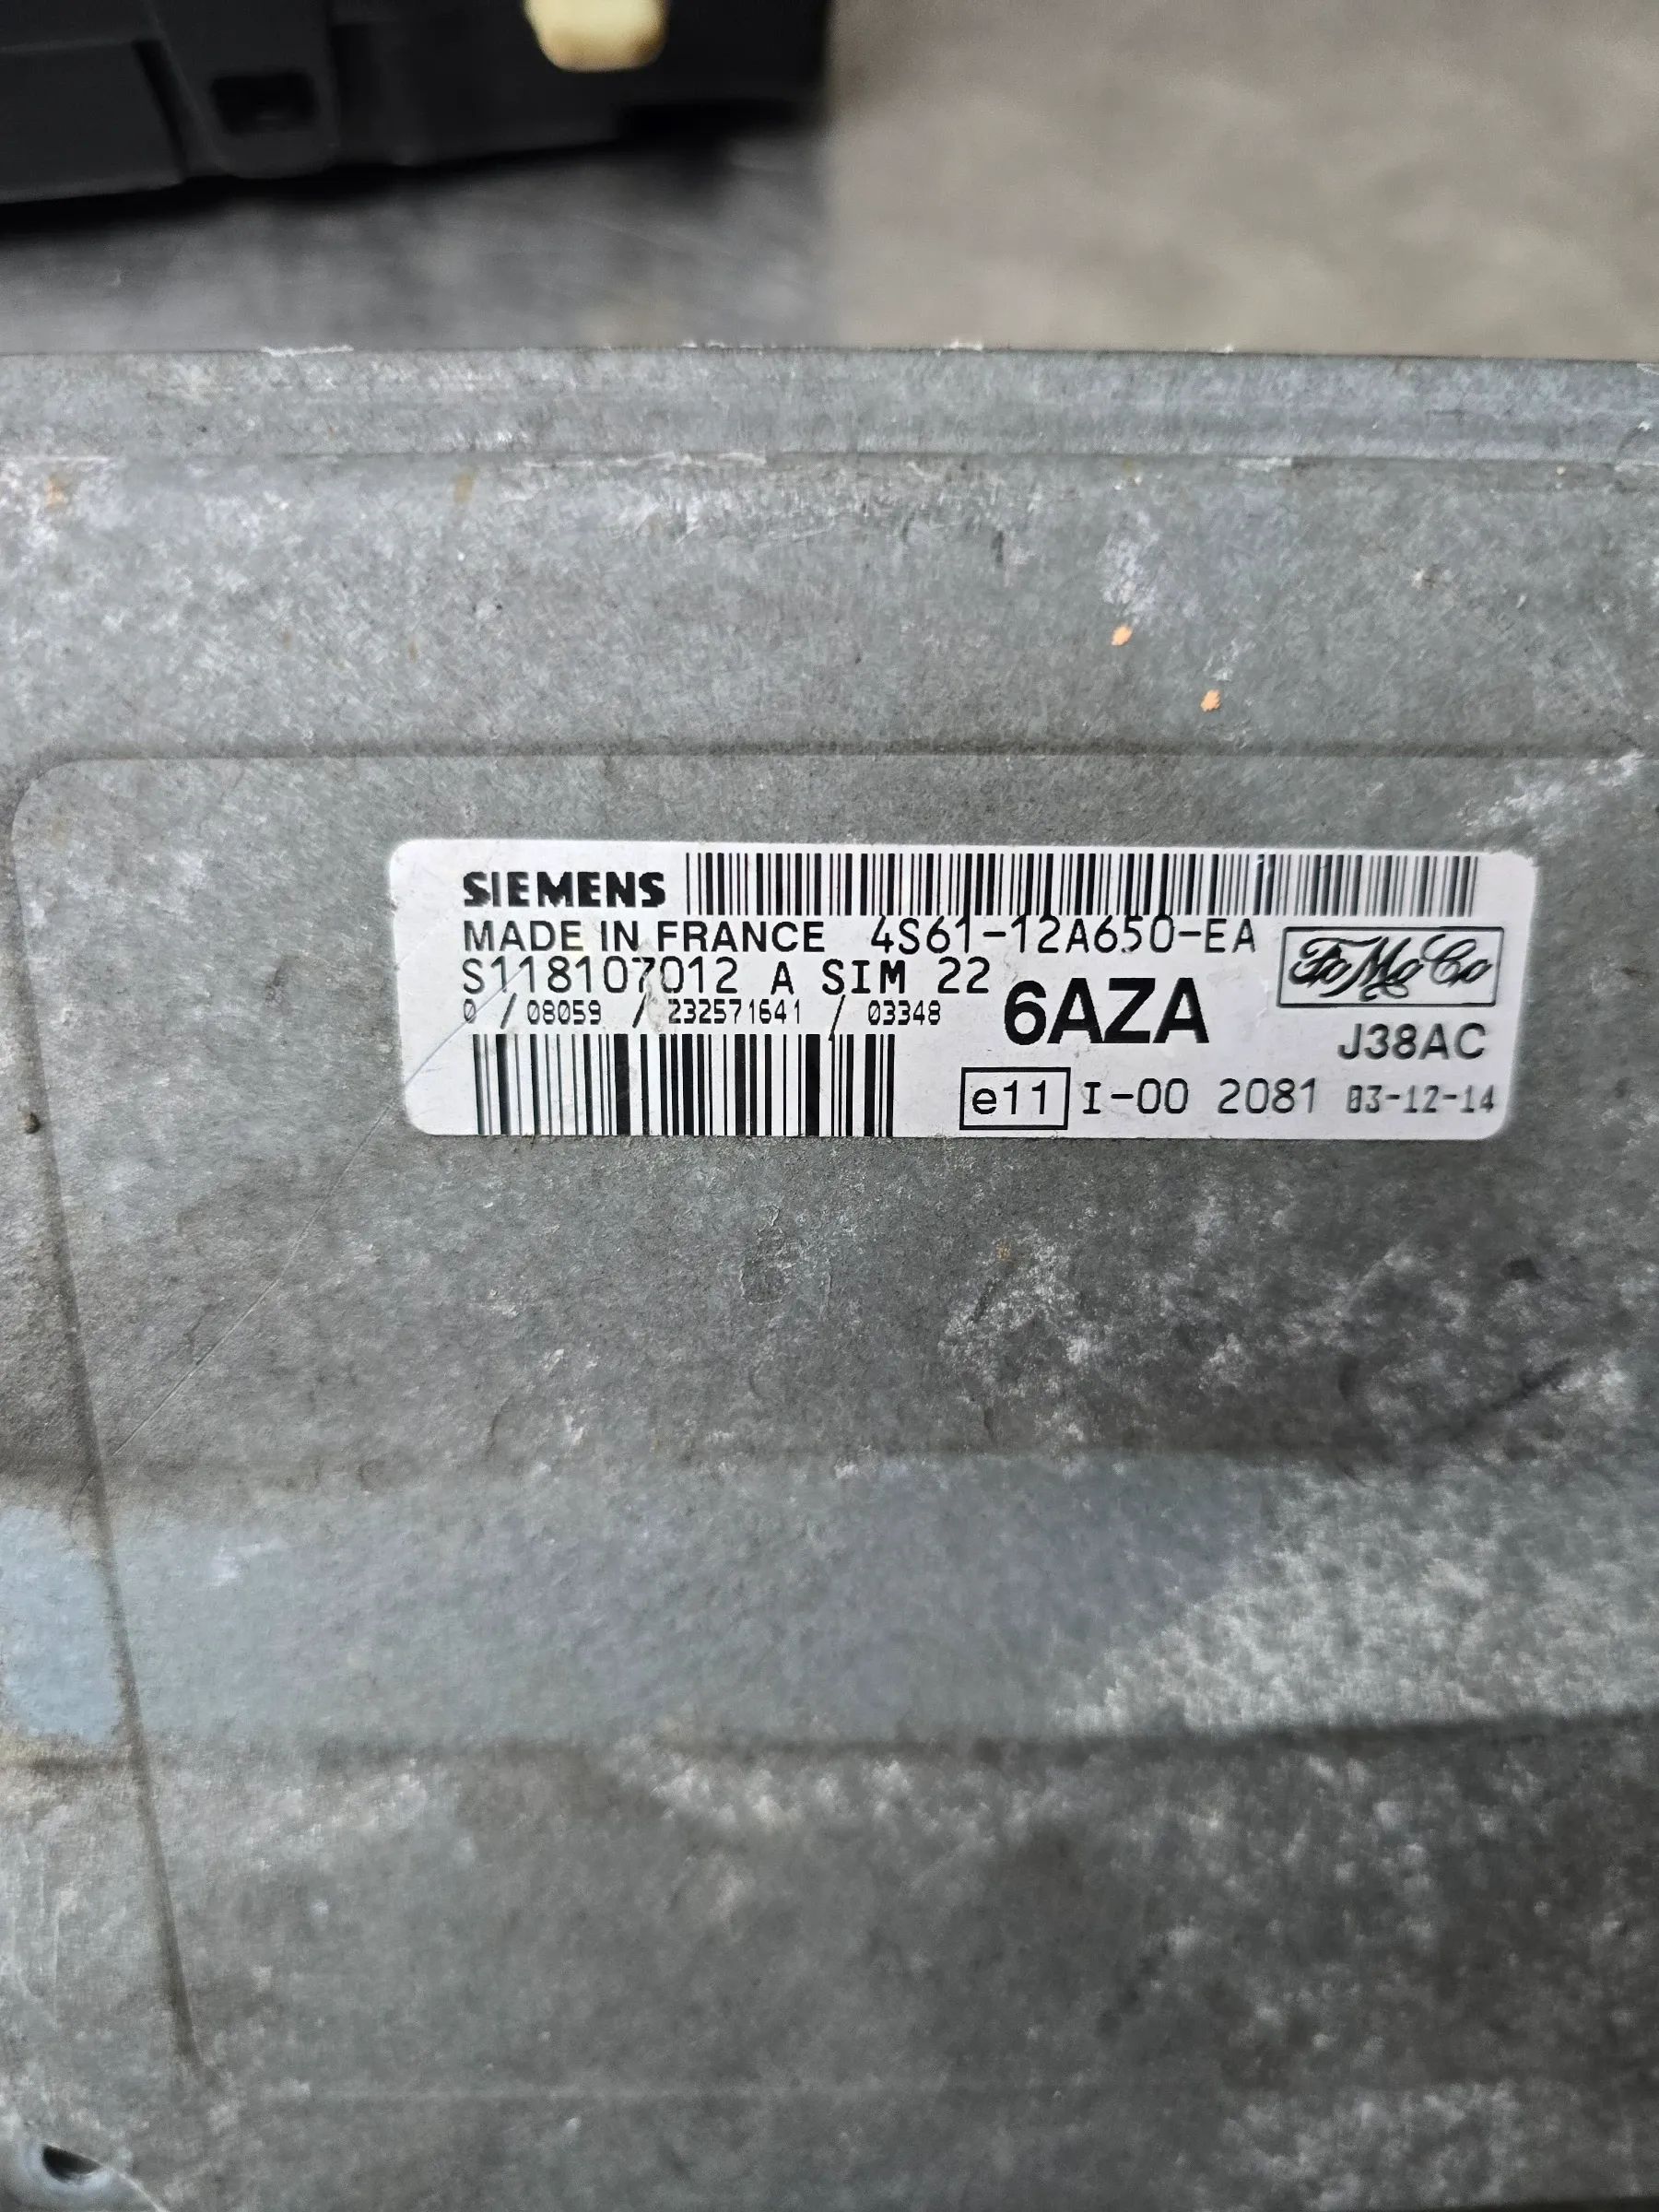 SIEMENS
MADE IN FRANCE 4S61-12A650-EA
S118107012 A SIM 22
0 / 08059 / 232571641 / 03348
6AZA
FoMoCo
J38AC
e11 I-00 2081 03-12-14